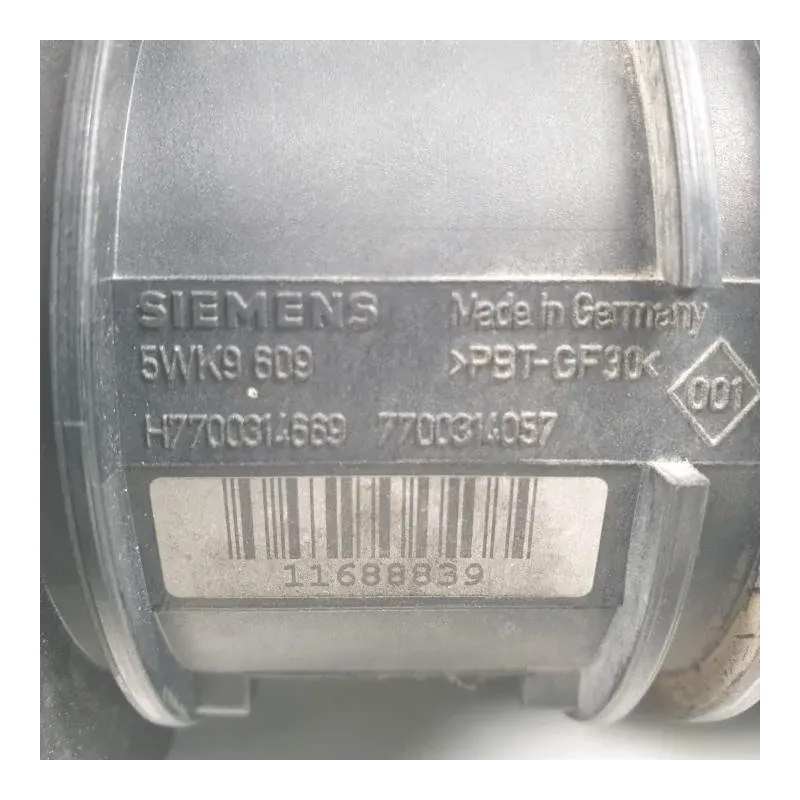 SIEMENS Made in Germany
5WK9 609 >PBT-GF30<
001
H7700314669 7700314057
11688839